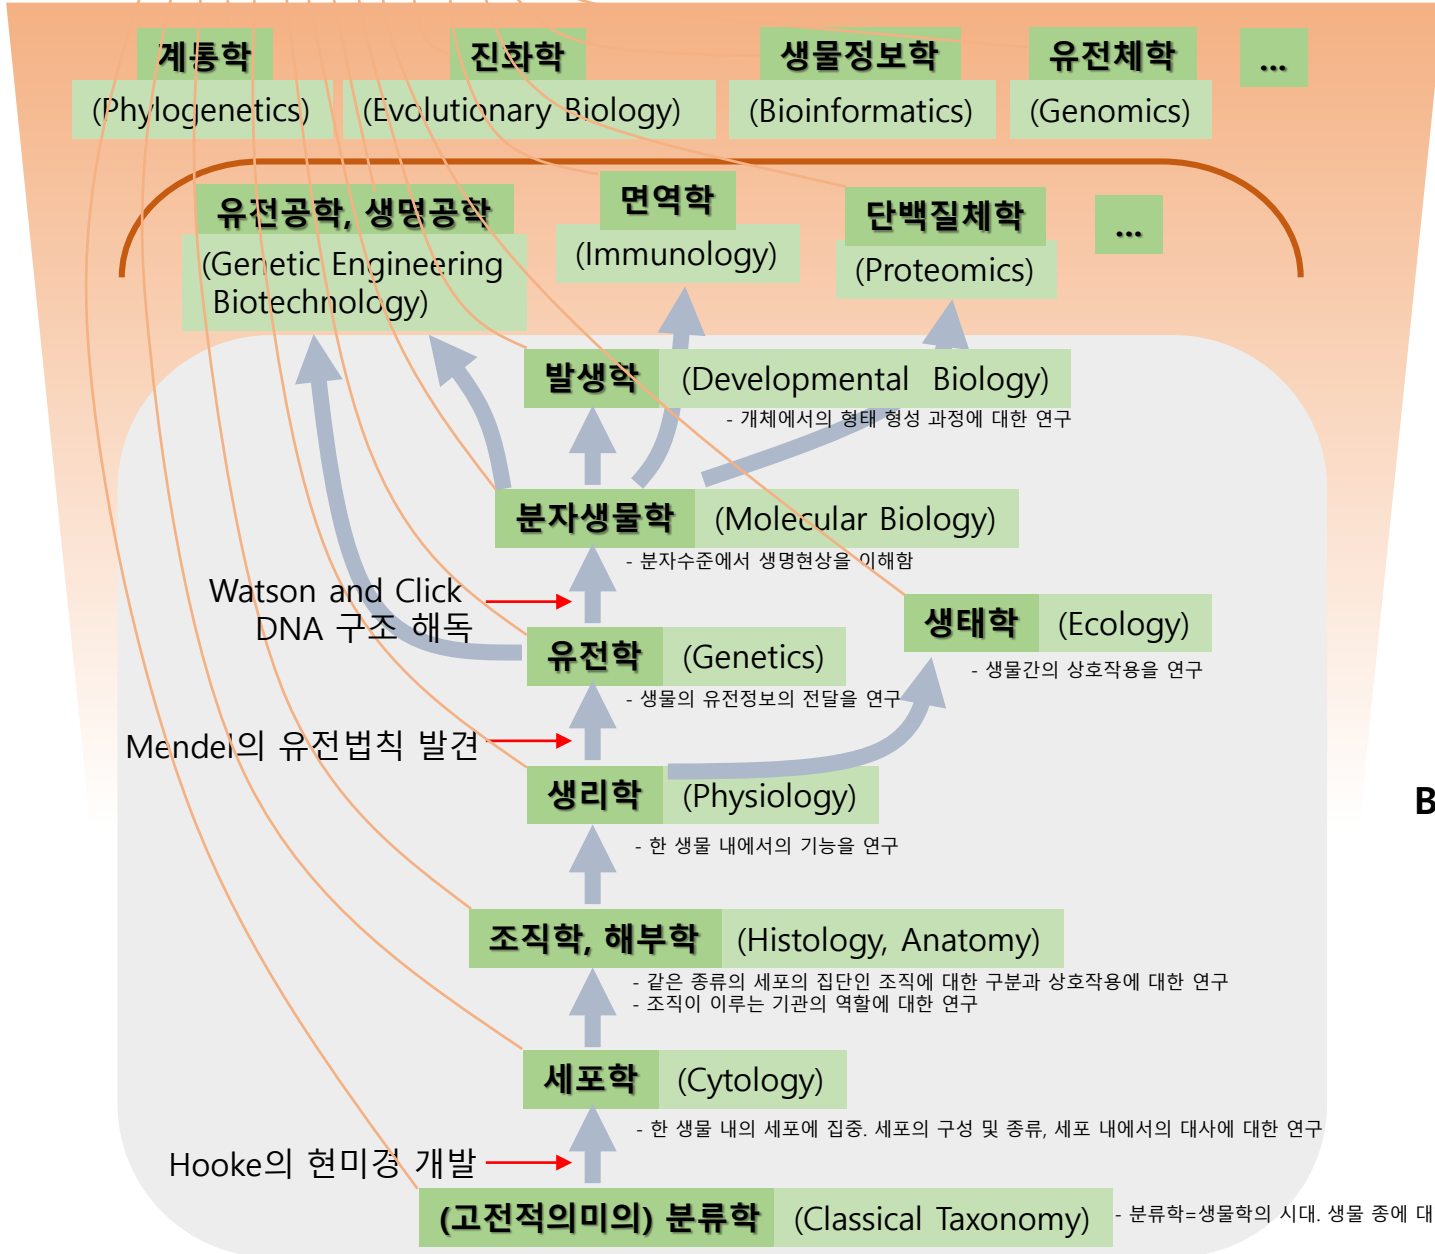 계통학
(Phylogenetics)
진화학
(Evolutionary Biology)
생물정보학
(Bioinformatics)
유전체학
(Genomics)
...
유전공학, 생명공학
(Genetic Engineering
Biotechnology)
면역학
(Immunology)
단백질체학
(Proteomics)
...
발생학 (Developmental Biology)
- 개체에서의 형태 형성 과정에 대한 연구
분자생물학 (Molecular Biology)
- 분자수준에서 생명현상을 이해함
Watson and Click
DNA 구조 해독
생태학 (Ecology)
- 생물간의 상호작용을 연구
유전학 (Genetics)
- 생물의 유전정보의 전달을 연구
Mendel의 유전법칙 발견
생리학 (Physiology)
- 한 생물 내에서의 기능을 연구
B
조직학, 해부학 (Histology, Anatomy)
- 같은 종류의 세포의 집단인 조직에 대한 구분과 상호작용에 대한 연구
- 조직이 이루는 기관의 역할에 대한 연구
세포학 (Cytology)
- 한 생물 내의 세포에 집중. 세포의 구성 및 종류, 세포 내에서의 대사에 대한 연구
Hooke의 현미경 개발
(고전적의미의) 분류학 (Classical Taxonomy)
- 분류학=생물학의 시대. 생물 종에 대